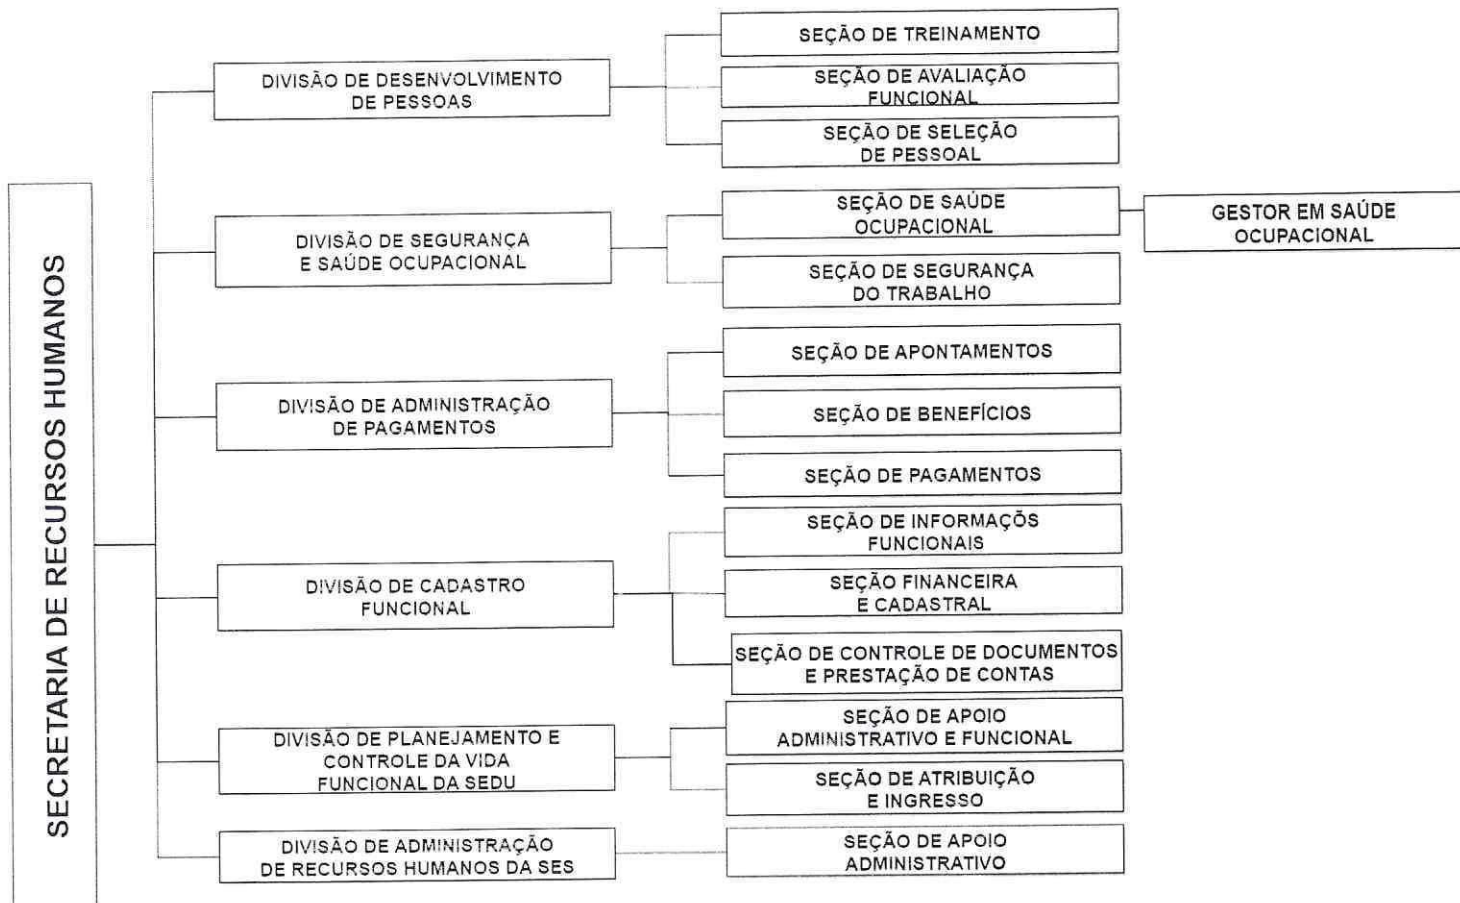 SECRETARIA DE RECURSOS HUMANOS
DIVISÃO DE DESENVOLVIMENTO
DE PESSOAS
SEÇÃO DE TREINAMENTO
SEÇÃO DE AVALIAÇÃO
FUNCIONAL
SEÇÃO DE SELEÇÃO
DE PESSOAL
DIVISÃO DE SEGURANÇA
E SAÚDE OCUPACIONAL
SEÇÃO DE SAÚDE
OCUPACIONAL
GESTOR EM SAÚDE
OCUPACIONAL
SEÇÃO DE SEGURANÇA
DO TRABALHO
DIVISÃO DE ADMINISTRAÇÃO
DE PAGAMENTOS
SEÇÃO DE APONTAMENTOS
SEÇÃO DE BENEFÍCIOS
SEÇÃO DE PAGAMENTOS
DIVISÃO DE CADASTRO
FUNCIONAL
SEÇÃO DE INFORMAÇÕS
FUNCIONAIS
SEÇÃO FINANCEIRA
E CADASTRAL
SEÇÃO DE CONTROLE DE DOCUMENTOS
E PRESTAÇÃO DE CONTAS
DIVISÃO DE PLANEJAMENTO E
CONTROLE DA VIDA
FUNCIONAL DA SEDU
SEÇÃO DE APOIO
ADMINISTRATIVO E FUNCIONAL
SEÇÃO DE ATRIBUIÇÃO
E INGRESSO
DIVISÃO DE ADMINISTRAÇÃO
DE RECURSOS HUMANOS DA SES
SEÇÃO DE APOIO
ADMINISTRATIVO